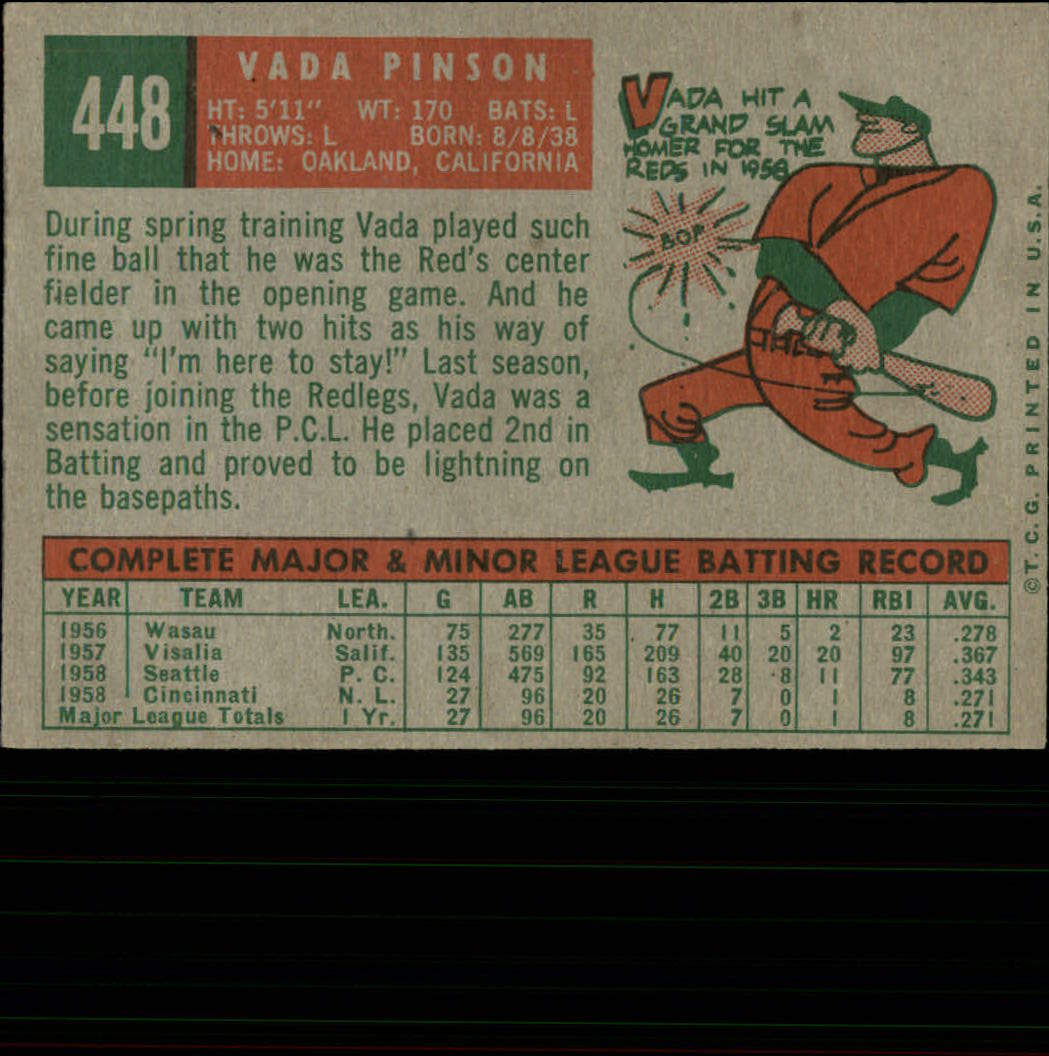 448
VADA PINSON
HT: 5'11" WT: 170 BATS: L
THROWS: L BORN: 8/8/38
HOME: OAKLAND, CALIFORNIA
VADA HIT A
GRAND SLAM
HOMER FOR THE
REDS IN 1958
BOP
During spring training Vada played such
fine ball that he was the Red's center
fielder in the opening game. And he
came up with two hits as his way of
saying "I'm here to stay!" Last season,
before joining the Redlegs, Vada was a
sensation in the P.C.L. He placed 2nd in
Batting and proved to be lightning on
the basepaths.
COMPLETE MAJOR & MINOR LEAGUE BATTING RECORD
YEAR TEAM LEA. G AB R H 2B 3B HR RBI AVG.
1956 Wasau North. 75 277 35 77 11 5 2 23 .278
1957 Visalia Salif. 135 569 165 209 40 20 20 97 .367
1958 Seattle P. C. 124 475 92 163 28 8 11 77 .343
1958 Cincinnati N. L. 27 96 20 26 7 0 1 8 .271
Major League Totals 1 Yr. 27 96 20 26 7 0 1 8 .271
©T. C. G. PRINTED IN U.S.A.